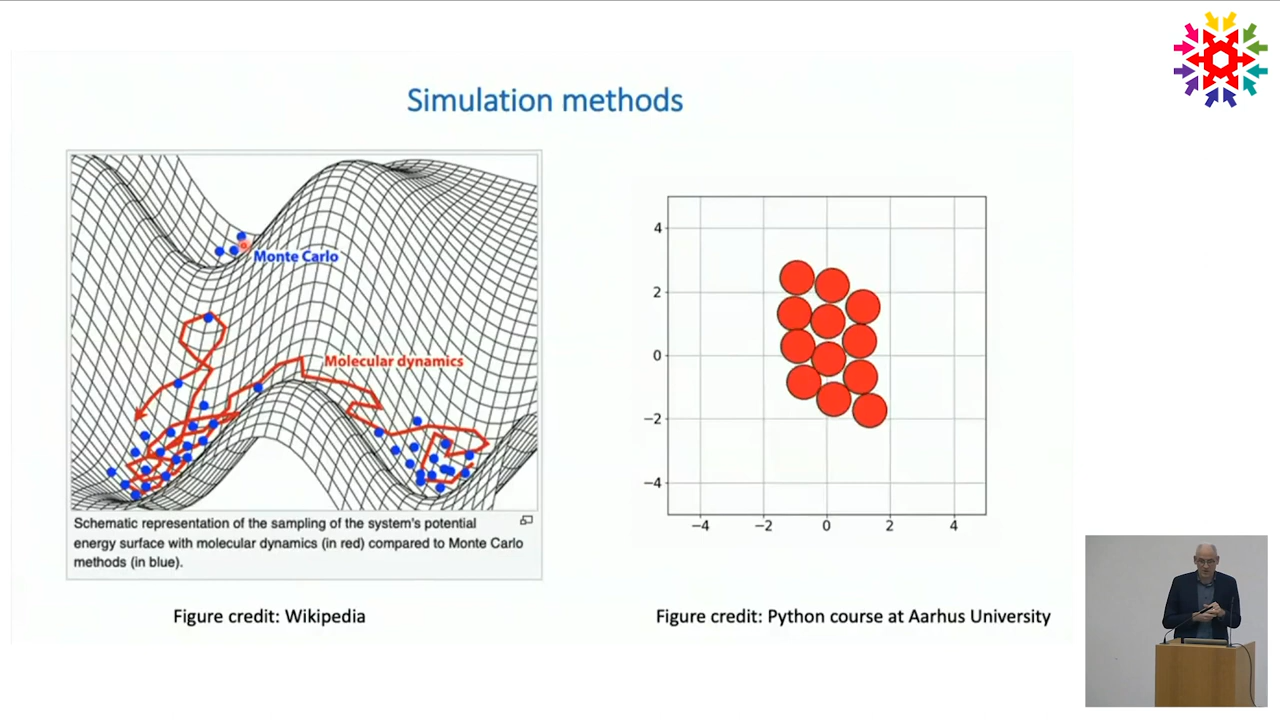 Simulation methods
Monte Carlo
Molecular dynamics
Schematic representation of the sampling of the system's potential
energy surface with molecular dynamics (in red) compared to Monte Carlo
methods (in blue).
Figure credit: Wikipedia
4
2
0
−2
−4
−4
−2
0
2
4
Figure credit: Python course at Aarhus University